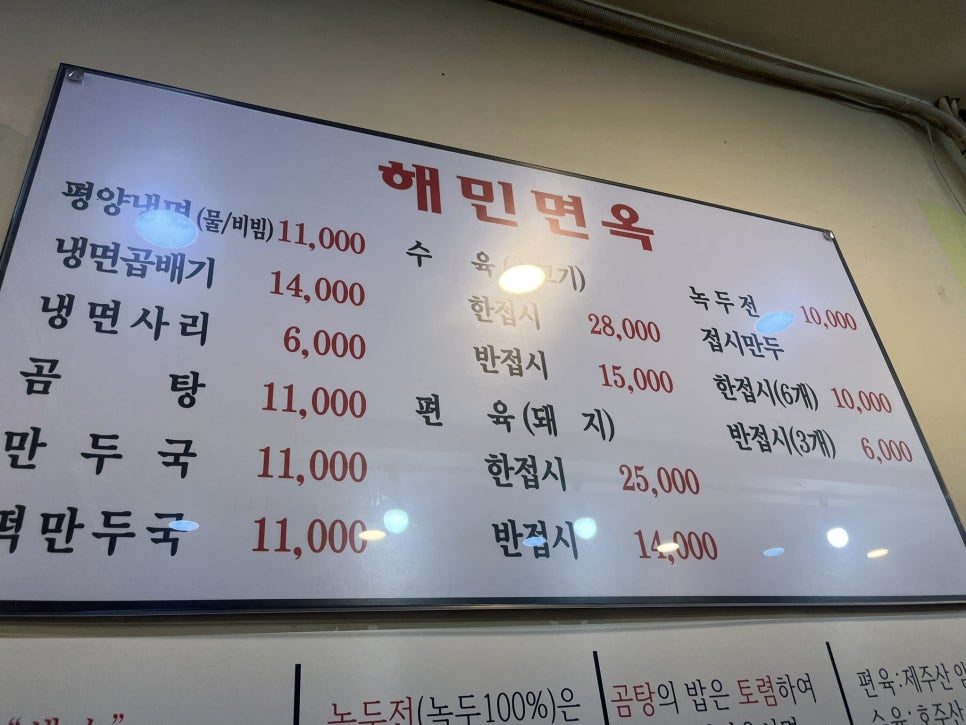 해민면옥
평양냉면(물/비빔) 11,000
냉면곱배기 14,000
냉면사리 6,000
곰 탕 11,000
만두국 11,000
떡만두국 11,000
수 육
한접시 28,000
반접시 15,000
편 육(돼 지)
한접시 25,000
반접시 14,000
녹두전 10,000
접시만두
한접시(6개) 10,000
반접시(3개) 6,000
녹두전(녹두100%)은
곰탕의 밥은 토렴하여
편육:제주산
수육:호주산